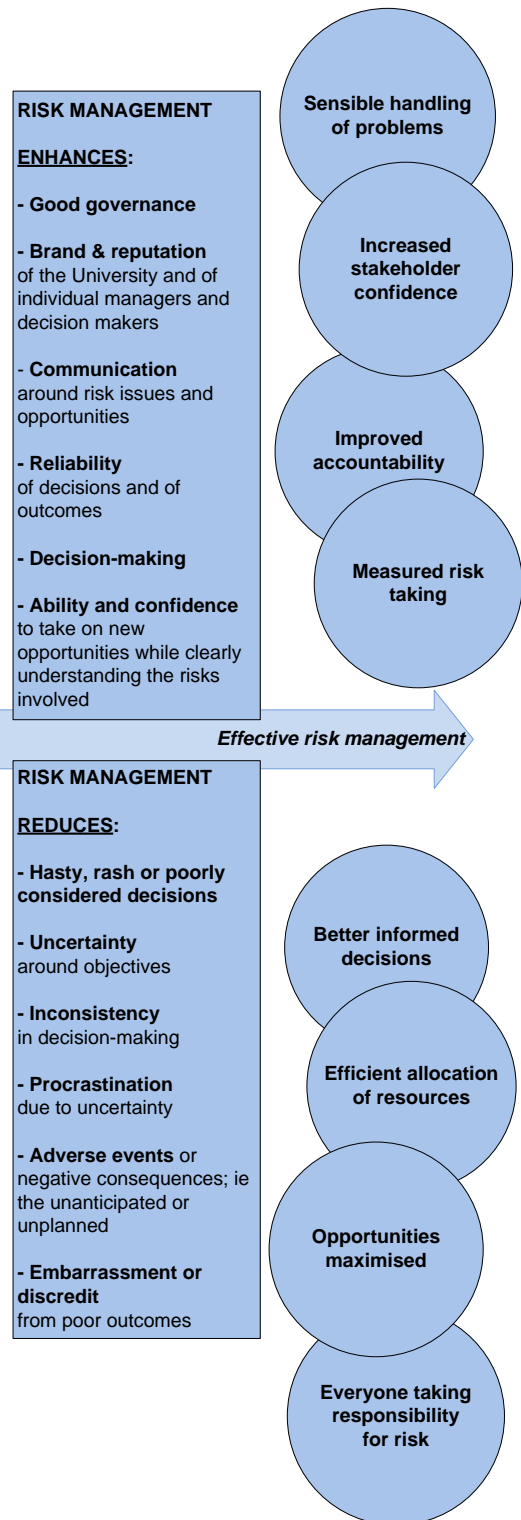 RISK MANAGEMENT
ENHANCES:
- Good governance
- Brand & reputation
of the University and of
individual managers and
decision makers
- Communication
around risk issues and
opportunities
- Reliability
of decisions and of
outcomes
- Decision-making
- Ability and confidence
to take on new
opportunities while clearly
understanding the risks
involved
Sensible handling
of problems
Increased
stakeholder
confidence
Improved
accountability
Measured risk
taking
Effective risk management
RISK MANAGEMENT
REDUCES:
- Hasty, rash or poorly
considered decisions
- Uncertainty
around objectives
- Inconsistency
in decision-making
- Procrastination
due to uncertainty
- Adverse events or
negative consequences; ie
the unanticipated or
unplanned
- Embarrassment or
discredit
from poor outcomes
Better informed
decisions
Efficient allocation
of resources
Opportunities
maximised
Everyone taking
responsibility
for risk